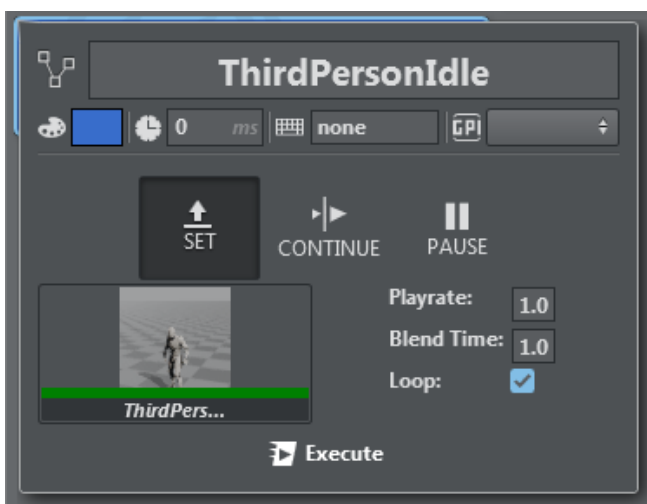 ThirdPersonIdle
0 ms none GPI
SET CONTINUE PAUSE
Playrate: 1.0
Blend Time: 1.0
Loop:
ThirdPers...
Execute